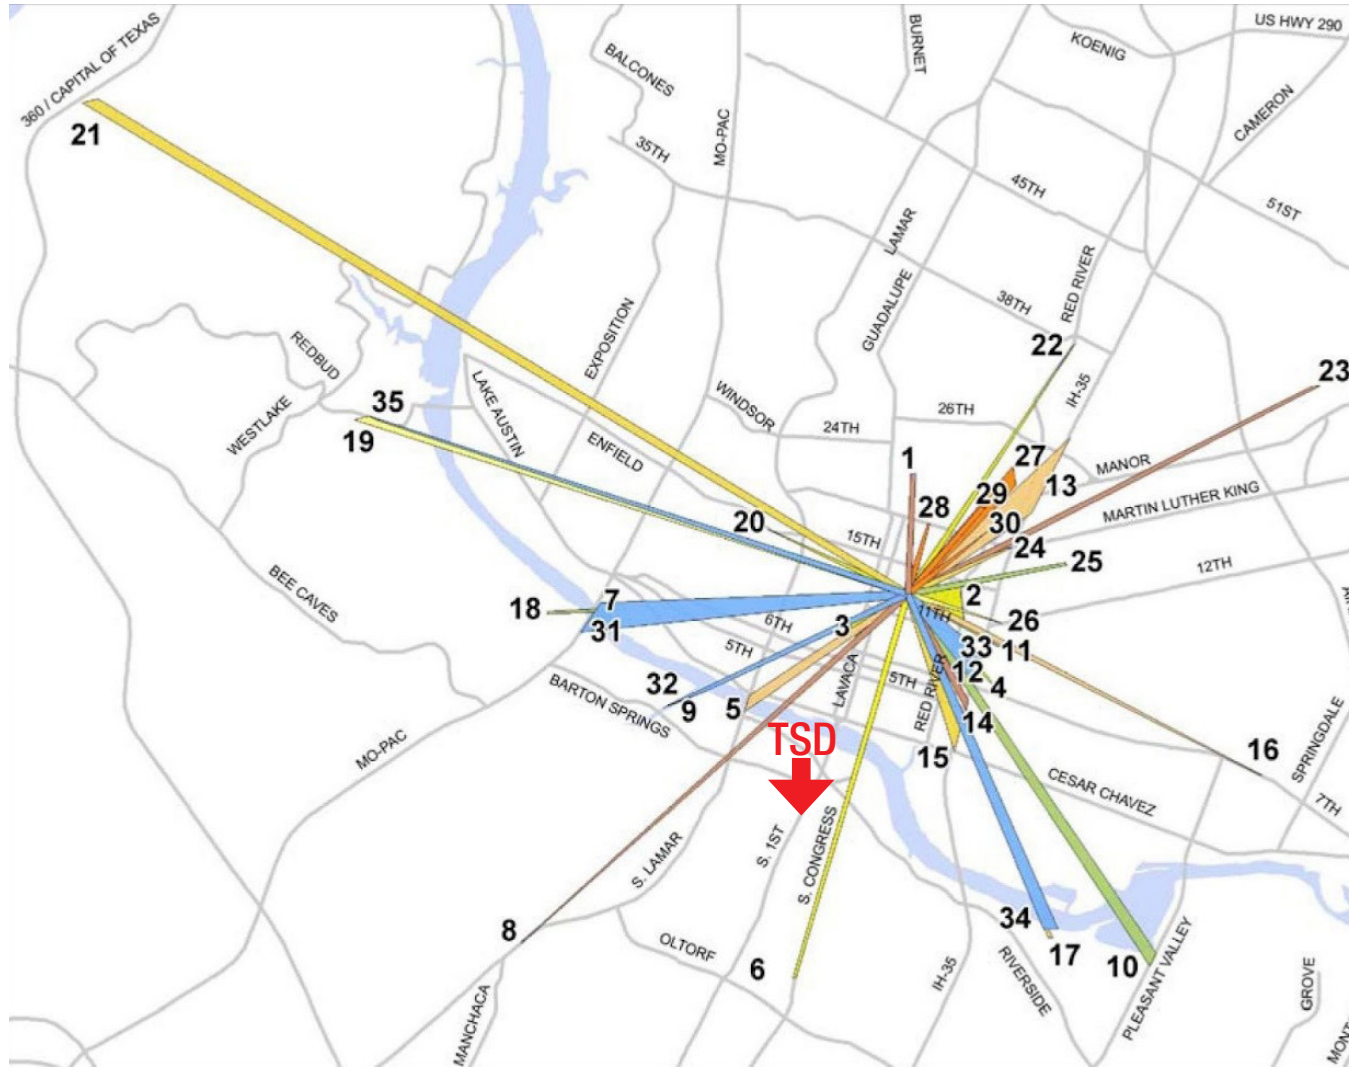 US HWY 290
BURNET
KOENIG
360 / CAPITAL OF TEXAS
BALCONES
CAMERON
21
MO-PAC
35TH
45TH
51ST
LAMAR
RED RIVER
GUADALUPE
38TH
EXPOSITION
22
REDBUD
23
LAKE AUSTIN
IH-35
35
WINDSOR
26TH
WESTLAKE
19
24TH
ENFIELD
1
27
MANOR
13
29
MARTIN LUTHER KING
28
30
20
15TH
24
25
12TH
BEE CAVES
7
2
18
11TH
26
31
3
6TH
33
11
5TH
12
LAVACA
5TH
4
32
9
5
RED RIVER
14
BARTON SPRINGS
TSD
15
16
SPRINGDALE
MO-PAC
CESAR CHAVEZ
7TH
S. 1ST
S. CONGRESS
S. LAMAR
34
8
17
10
OLTORF
6
IH-35
RIVERSIDE
PLEASANT VALLEY
GROVE
MANCHACA